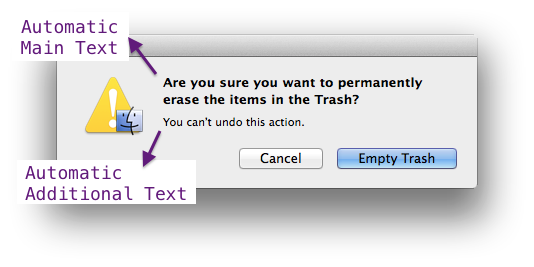 Automatic
Main Text
Are you sure you want to permanently
erase the items in the Trash?
You can't undo this action.
Cancel
Empty Trash
Automatic
Additional Text